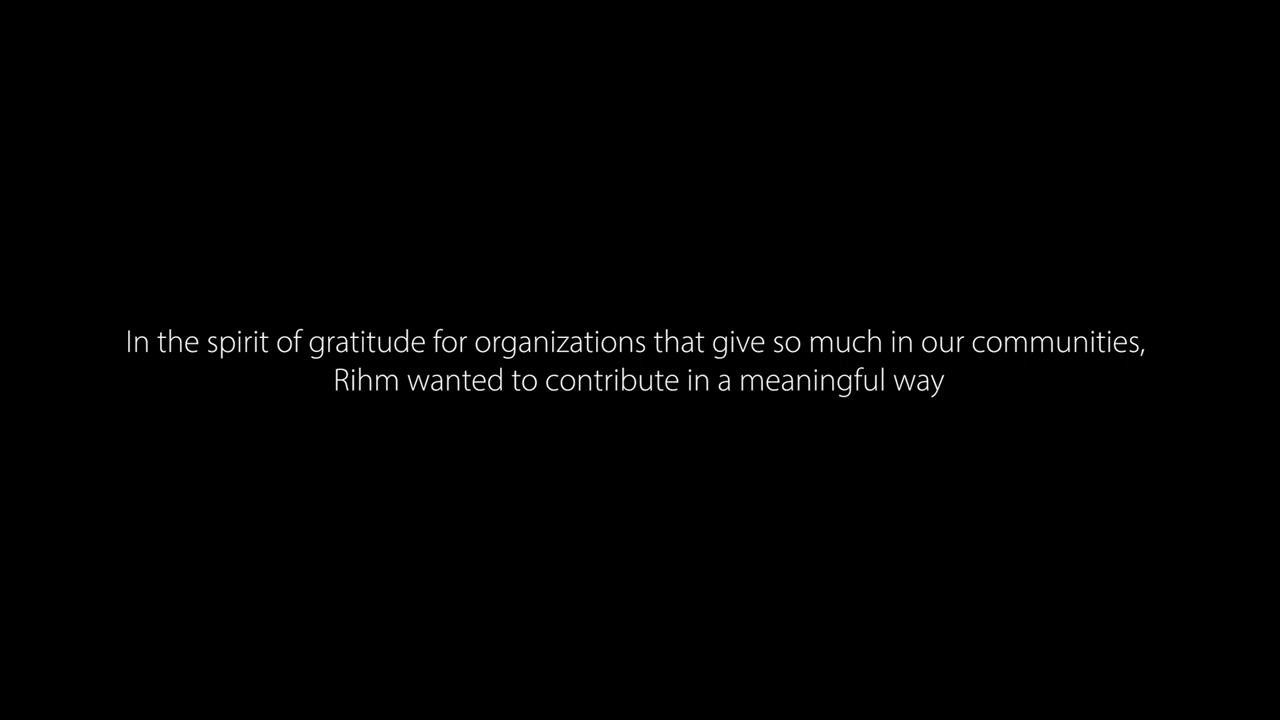 In the spirit of gratitude for organizations that give so much in our communities,
Rihm wanted to contribute in a meaningful way